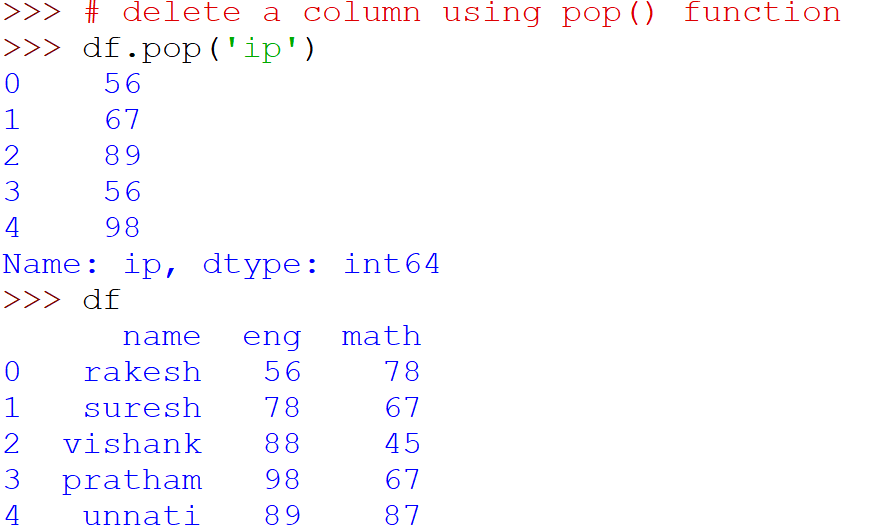 >>> # delete a column using pop() function
>>> df.pop('ip')
0    56
1    67
2    89
3    56
4    98
Name: ip, dtype: int64
>>> df
      name  eng  math
0   rakesh   56    78
1   suresh   78    67
2  vishank   88    45
3  pratham   98    67
4   unnati   89    87